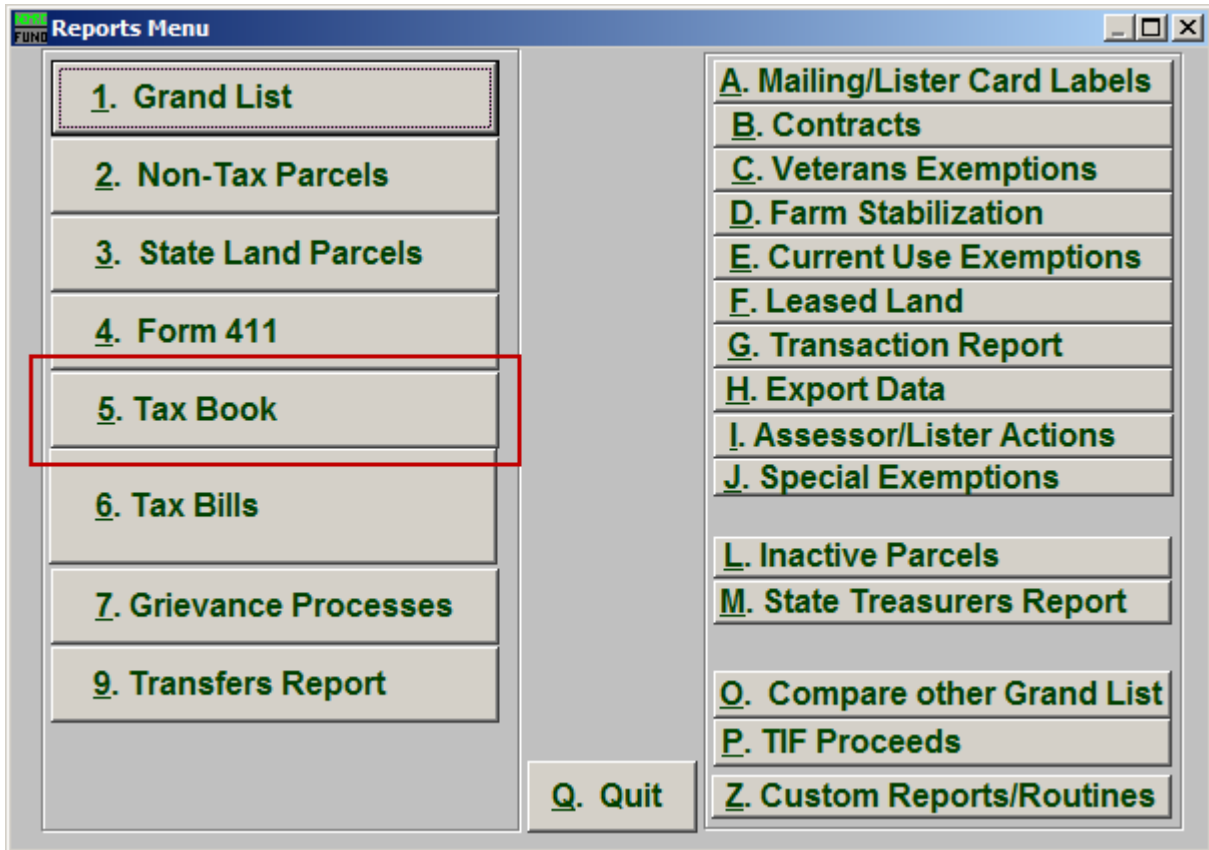 NEMRC
FUND
Reports Menu
1. Grand List
2. Non-Tax Parcels
3. State Land Parcels
4. Form 411
5. Tax Book
6. Tax Bills
7. Grievance Processes
9. Transfers Report
Q. Quit
A. Mailing/Lister Card Labels
B. Contracts
C. Veterans Exemptions
D. Farm Stabilization
E. Current Use Exemptions
F. Leased Land
G. Transaction Report
H. Export Data
I. Assessor/Lister Actions
J. Special Exemptions
L. Inactive Parcels
M. State Treasurers Report
O. Compare other Grand List
P. TIF Proceeds
Z. Custom Reports/Routines